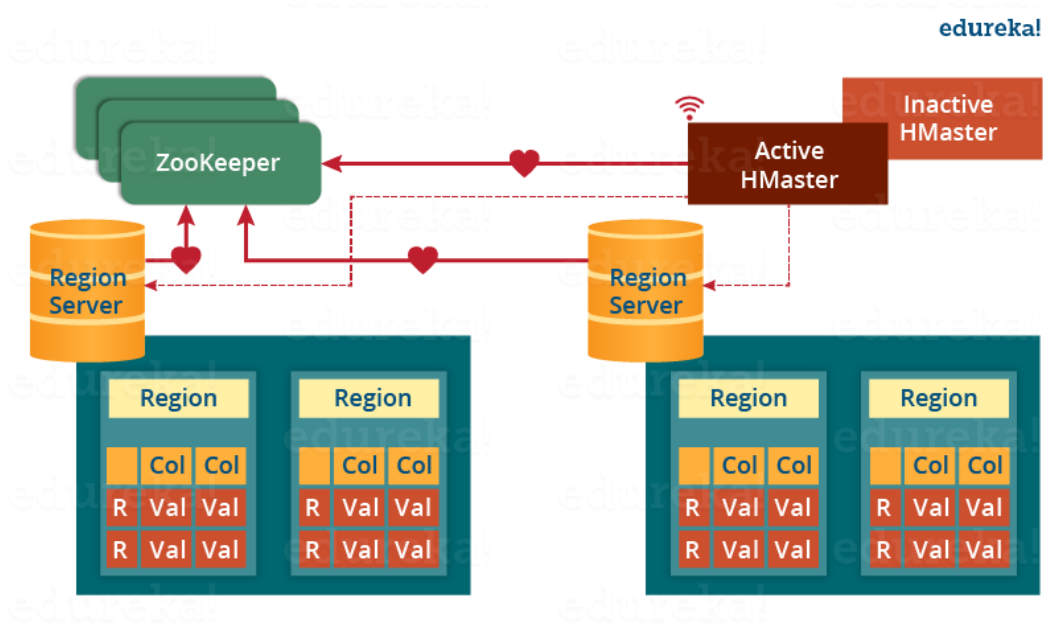 edureka!
Inactive
HMaster
ZooKeeper
Active
HMaster
Region
Server
Region
Server
Region
Col Col
R Val Val
R Val Val
Region
Col Col
R Val Val
R Val Val
Region
Col Col
R Val Val
R Val Val
Region
Col Col
R Val Val
R Val Val